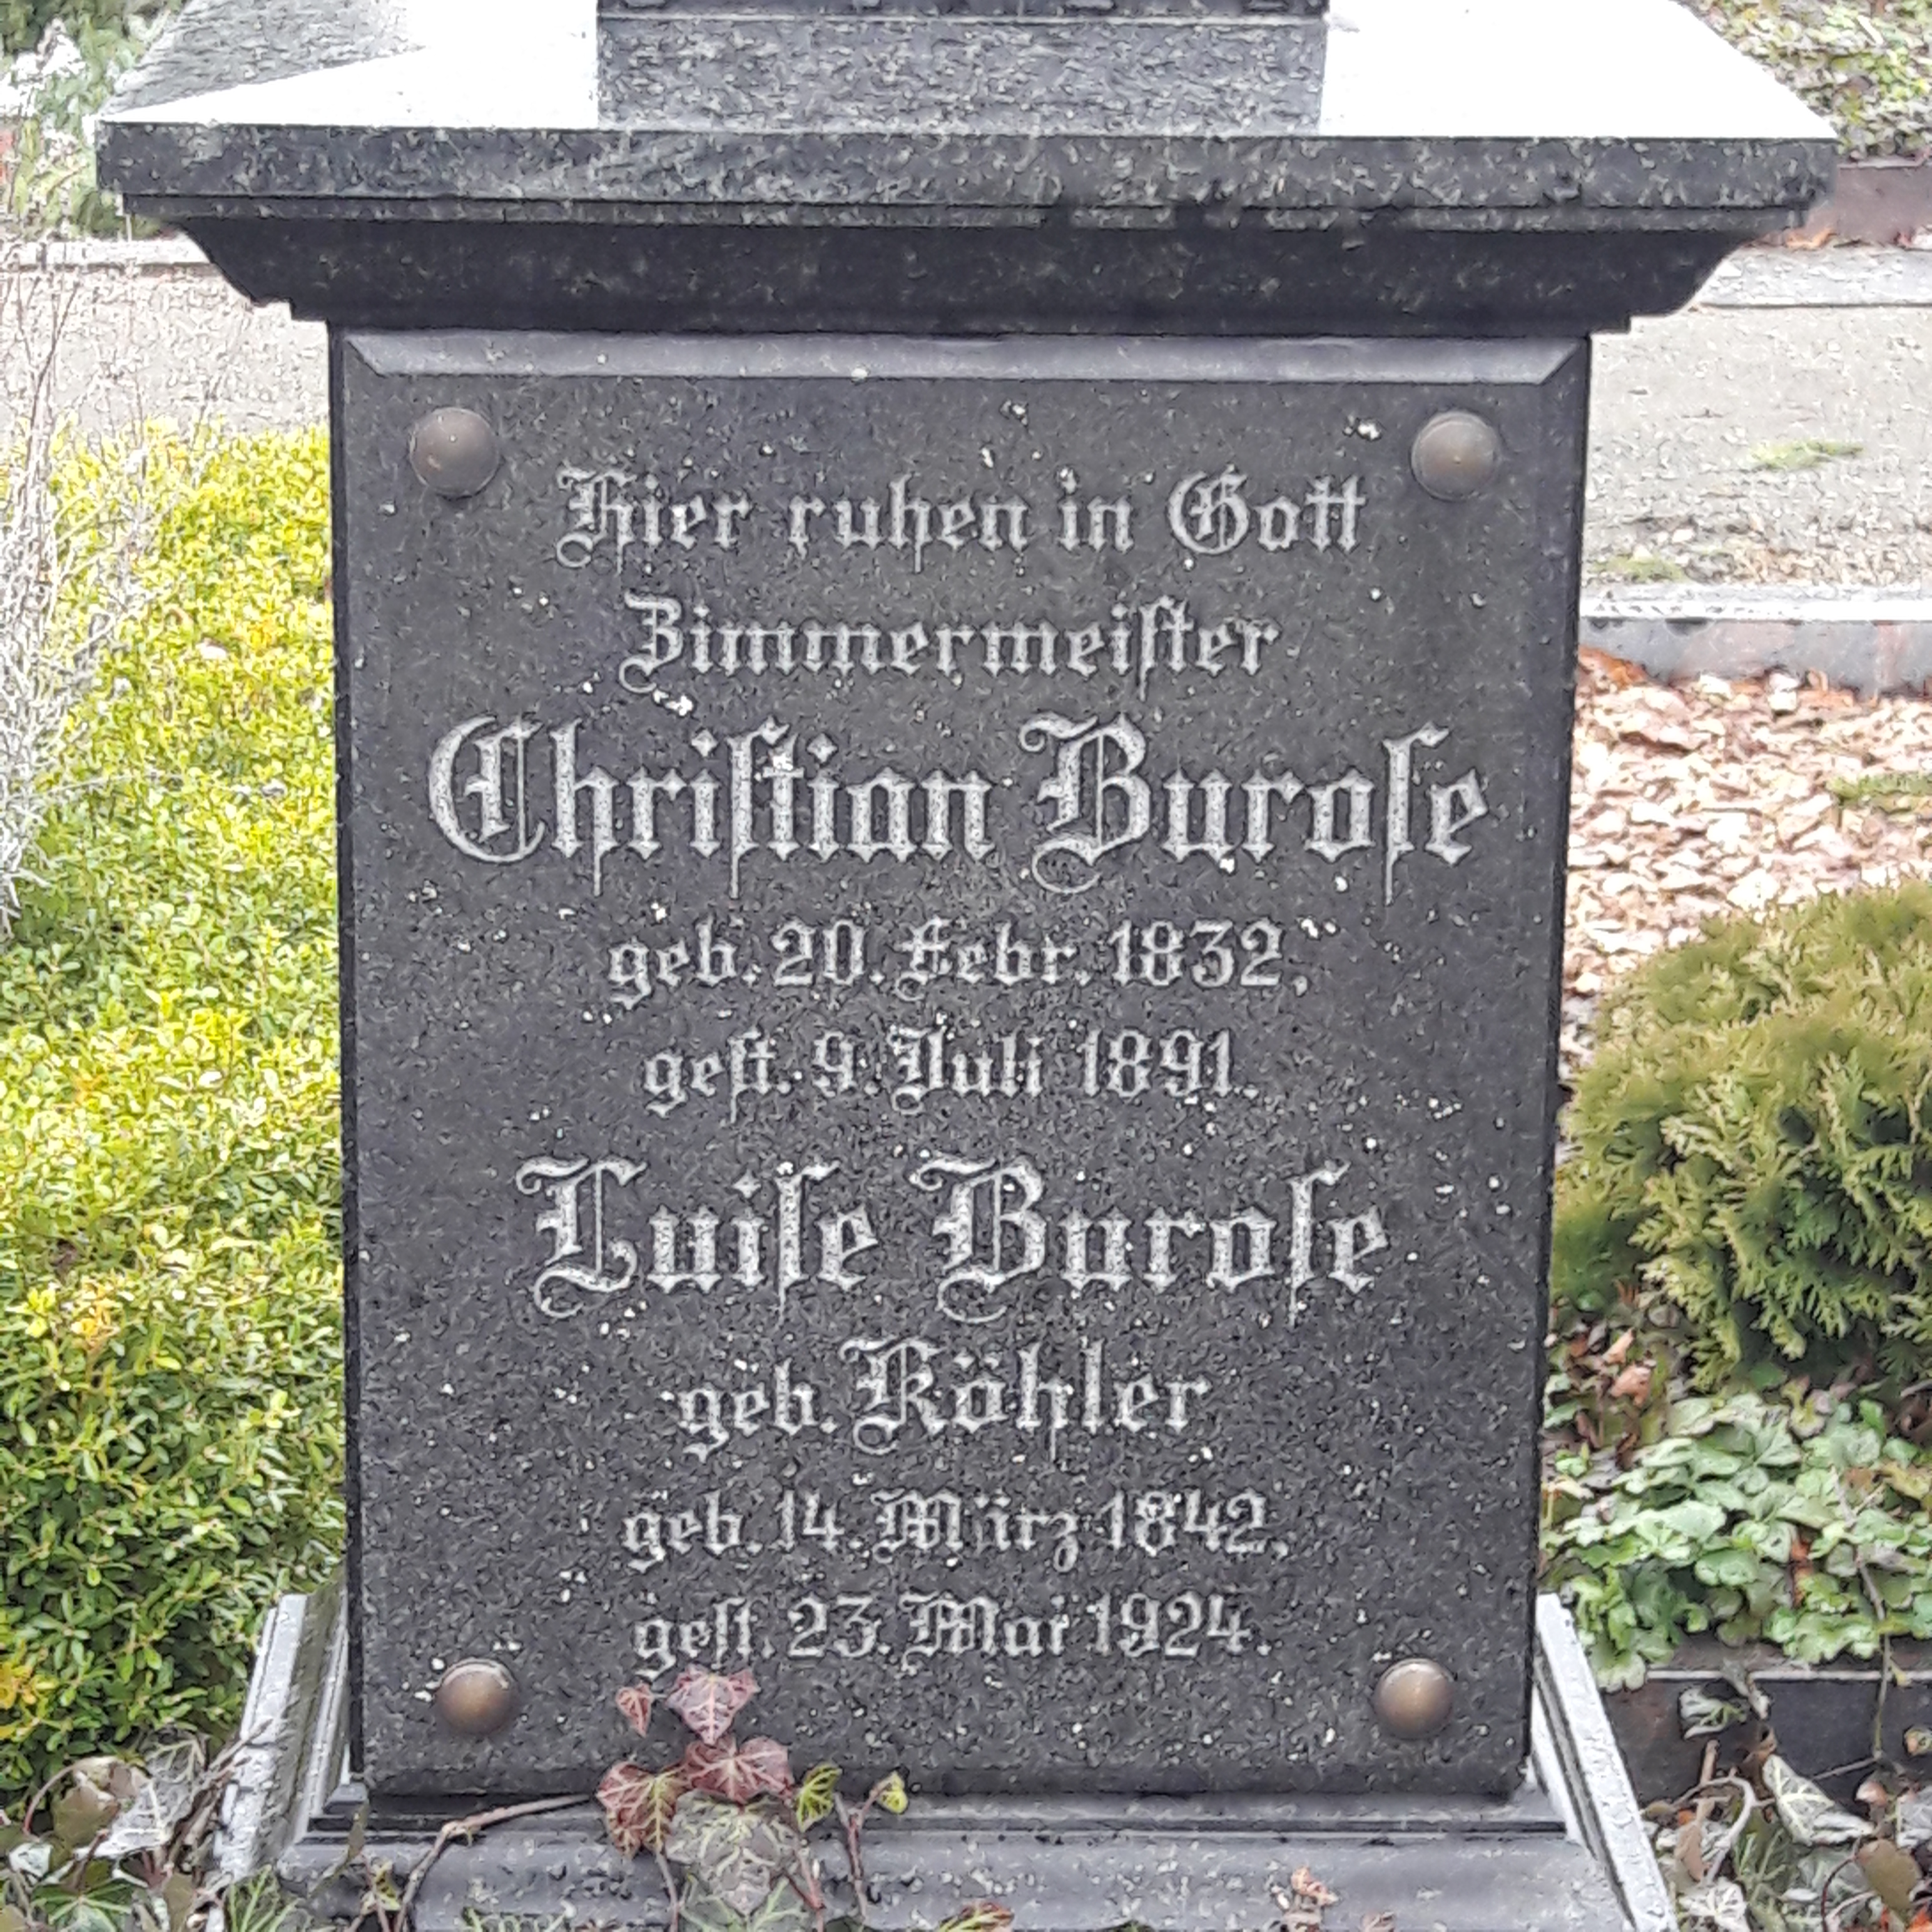 Hier ruhen in Gott
Zimmermeiſter
Chriſtian Buroſe
geb. 20. Febr. 1832,
geſt. 9. Juli 1891.
Luiſe Buroſe
geb. Köhler
geb. 14. März 1842,
geſt. 23. Mai 1924.